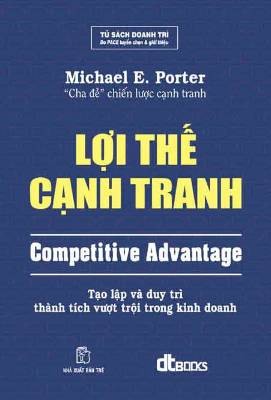 TỦ SÁCH DOANH TRÍ
Do PACE tuyển chọn & giới thiệu
Michael E. Porter
“Cha đẻ” chiến lược cạnh tranh
LỢI THẾ
CẠNH TRANH
Competitive Advantage
Tạo lập và duy trì
thành tích vượt trội trong kinh doanh
NHÀ XUẤT BẢN TRẺ
dtBOOKS